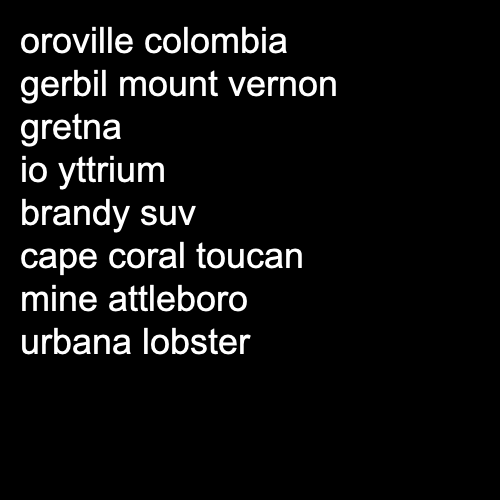 oroville colombia
gerbil mount vernon
gretna
io yttrium
brandy suv
cape coral toucan
mine attleboro
urbana lobster